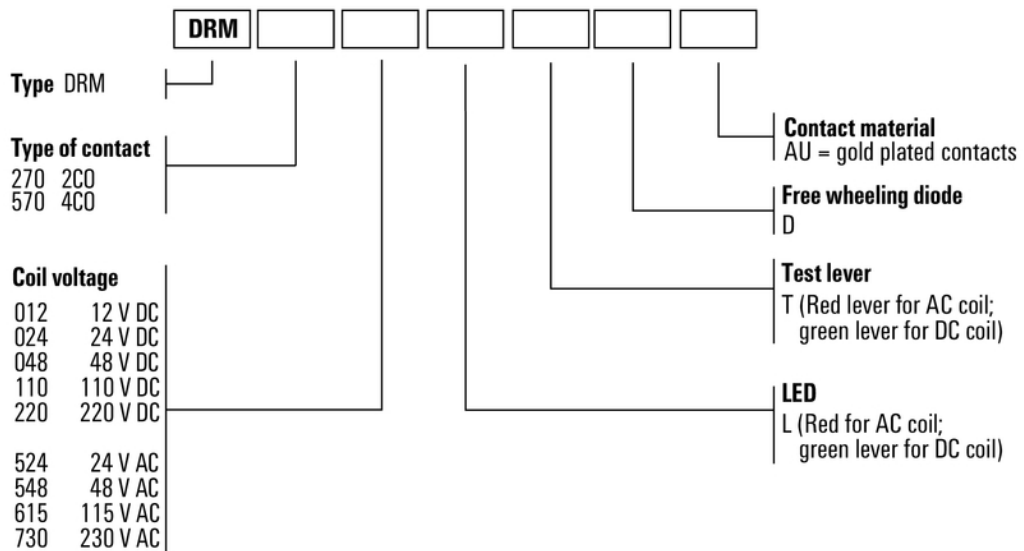 DRM
Type DRM
Type of contact
270 2CO
570 4CO
Coil voltage
012 12 V DC
024 24 V DC
048 48 V DC
110 110 V DC
220 220 V DC
524 24 V AC
548 48 V AC
615 115 V AC
730 230 V AC
Contact material
AU = gold plated contacts
Free wheeling diode
D
Test lever
T (Red lever for AC coil;
green lever for DC coil)
LED
L (Red for AC coil;
green lever for DC coil)